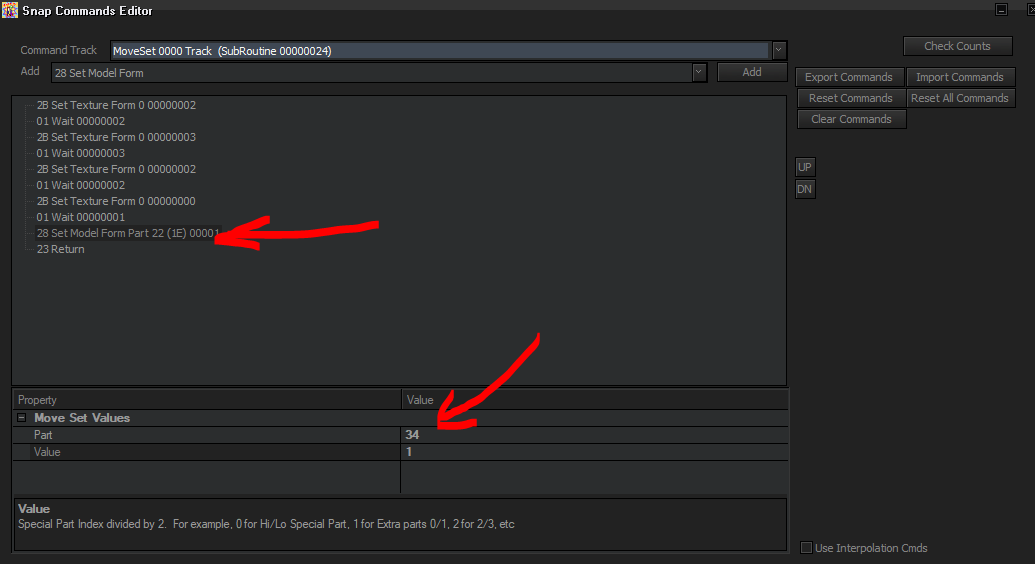 Snap Commands Editor
Command Track MoveSet 0000 Track (SubRoutine 00000024)
Check Counts
Add 28 Set Model Form Add
Export Commands Import Commands
Reset Commands Reset All Commands
Clear Commands
2B Set Texture Form 0 00000002
01 Wait 00000002
2B Set Texture Form 0 00000003
01 Wait 00000003
2B Set Texture Form 0 00000002
01 Wait 00000002
2B Set Texture Form 0 00000000
01 Wait 00000001
28 Set Model Form Part 22 (1E) 00001
23 Return
UP
DN
Property Value
Move Set Values
Part 34
Value 1
Value
Special Part Index divided by 2. For example, 0 for Hi/Lo Special Part, 1 for Extra parts 0/1, 2 for 2/3, etc
Use Interpolation Cmds